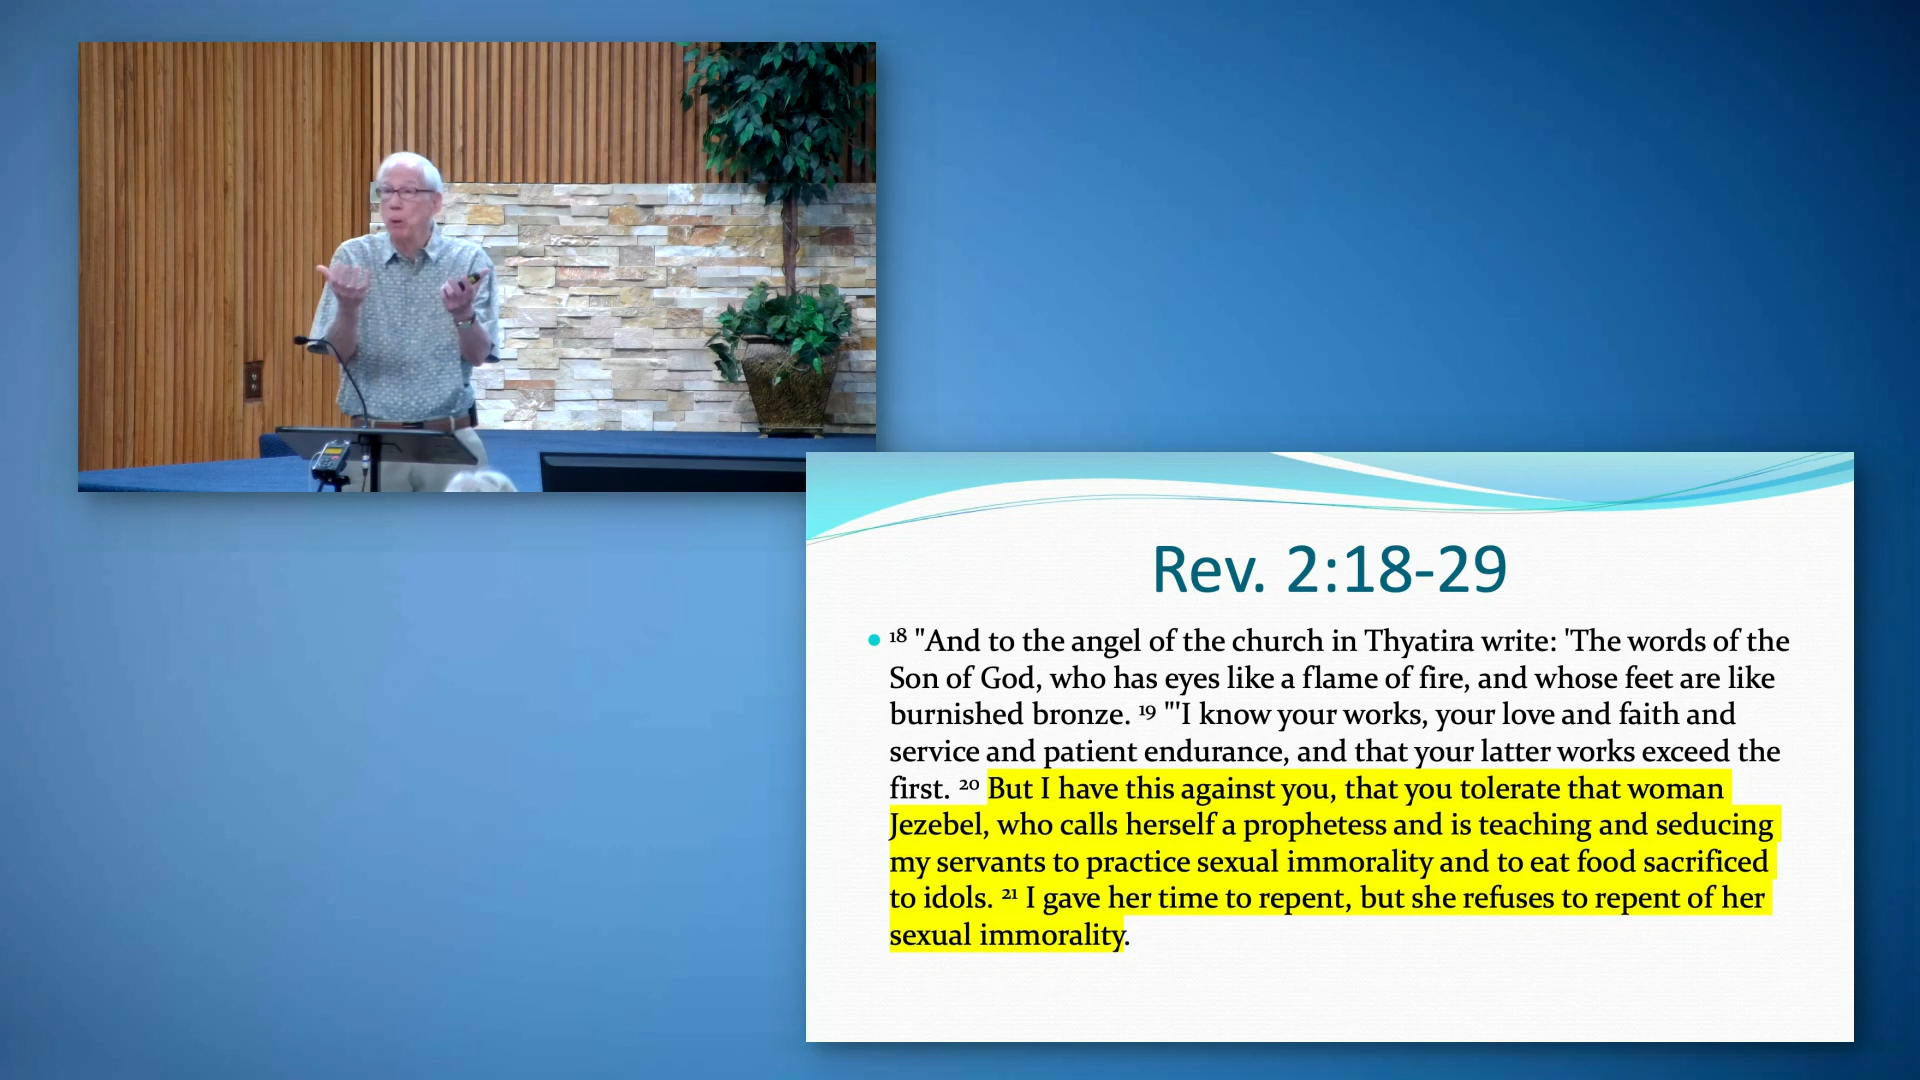 Rev. 2:18-29
• 18 "And to the angel of the church in Thyatira write: 'The words of the
Son of God, who has eyes like a flame of fire, and whose feet are like
burnished bronze. 19 "'I know your works, your love and faith and
service and patient endurance, and that your latter works exceed the
first. 20 But I have this against you, that you tolerate that woman
Jezebel, who calls herself a prophetess and is teaching and seducing
my servants to practice sexual immorality and to eat food sacrificed
to idols. 21 I gave her time to repent, but she refuses to repent of her
sexual immorality.